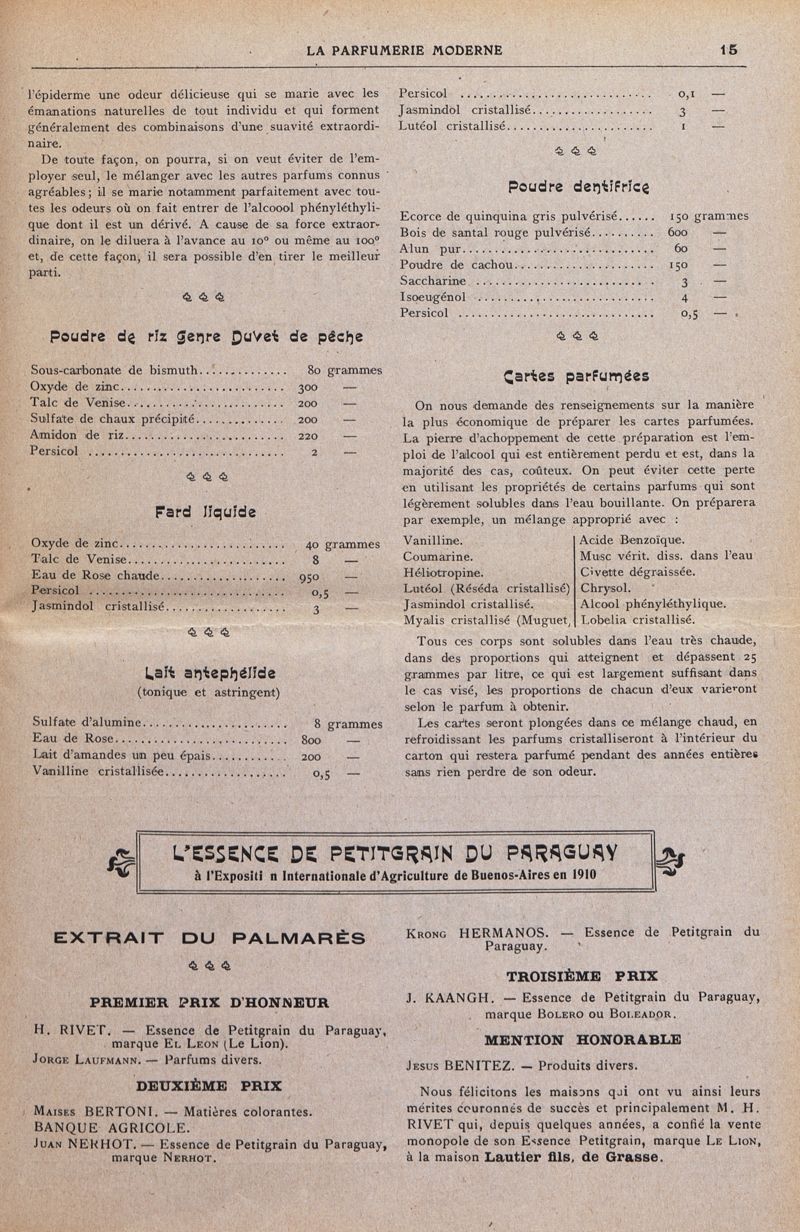 LA PARFUMERIE MODERNE 15
l'épiderme une odeur délicieuse qui se marie avec les
émanations naturelles de tout individu et qui forment
généralement des combinaisons d'une suavité extraordi-
naire.
De toute façon, on pourra, si on veut éviter de l'em-
ployer seul, le mélanger avec les autres parfums connus
agréables ; il se marie notamment parfaitement avec tou-
tes les odeurs où on fait entrer de l'alcoool phényléthyli-
que dont il est un dérivé. A cause de sa force extraor-
dinaire, on le diluera à l'avance au 10° ou même au 100°
et, de cette façon, il sera possible d'en tirer le meilleur
parti.
Poudre de riz Genre Duvet de pêche
Sous-carbonate de bismuth.............. 80 grammes
Oxyde de zinc.......................... 300 —
Talc de Venise......................... 200 —
Sulfate de chaux précipité.............. 200 —
Amidon de riz......................... 220 —
Persicol ............................... 2 —
Fard liquide
Oxyde de zinc.......................... 40 grammes
Talc de Venise......................... 8 —
Eau de Rose chaude.................... 950 —
Persicol ............................... 0,5 —
Jasmindol cristallisé................... 3 —
Lait antephélide
(tonique et astringent)
Sulfate d'alumine....................... 8 grammes
Eau de Rose........................... 800 —
Lait d'amandes un peu épais............ 200 —
Vanilline cristallisée................... 0,5 —
Persicol .............................. 0,1 —
Jasmindol cristallisé................... 3 —
Lutéol cristallisé....................... 1 —
Poudre dentifrice
Ecorce de quinquina gris pulvérisé...... 150 grammes
Bois de santal rouge pulvérisé.......... 600 —
Alun pur.............................. 60 —
Poudre de cachou...................... 150 —
Saccharine ............................ 3 —
Isoeugénol ............................ 4 —
Persicol ............................... 0,5 —
Cartes parfumées
On nous demande des renseignements sur la manière
la plus économique de préparer les cartes parfumées.
La pierre d'achoppement de cette préparation est l'em-
ploi de l'alcool qui est entièrement perdu et est, dans la
majorité des cas, coûteux. On peut éviter cette perte
en utilisant les propriétés de certains parfums qui sont
légèrement solubles dans l'eau bouillante. On préparera
par exemple, un mélange approprié avec :
Vanilline. Acide Benzoïque.
Coumarine. Musc vérit. diss. dans l'eau
Héliotropine. Civette dégraissée.
Lutéol (Réséda cristallisé) Chrysol.
Jasmindol cristallisé. Alcool phényléthylique.
Myalis cristallisé (Muguet, Lobelia cristallisé.
Tous ces corps sont solubles dans l'eau très chaude,
dans des proportions qui atteignent et dépassent 25
grammes par litre, ce qui est largement suffisant dans
le cas visé, les proportions de chacun d'eux varieront
selon le parfum à obtenir.
Les cartes seront plongées dans ce mélange chaud, en
refroidissant les parfums cristalliseront à l'intérieur du
carton qui restera parfumé pendant des années entières
sans rien perdre de son odeur.
L'ESSENCE DE PETITGRAIN DU PARAGUAY
à l'Expositi n Internationale d'Agriculture de Buenos-Aires en 1910
EXTRAIT DU PALMARÈS
PREMIER PRIX D'HONNEUR
H. RIVET. — Essence de Petitgrain du Paraguay,
marque EL LEON (Le Lion).
JORGE LAUFMANN. — Parfums divers.
DEUXIÈME PRIX
MAISES BERTONI. — Matières colorantes.
BANQUE AGRICOLE.
JUAN NERHOT. — Essence de Petitgrain du Paraguay,
marque NERHOT.
KRONG HERMANOS. — Essence de Petitgrain du
Paraguay.
TROISIÈME PRIX
J. KAANGH. — Essence de Petitgrain du Paraguay,
marque BOLERO OU BOLEADOR.
MENTION HONORABLE
JESUS BENITEZ. — Produits divers.
Nous félicitons les maisons qui ont vu ainsi leurs
mérites couronnés de succès et principalement M. H.
RIVET qui, depuis quelques années, a confié la vente
monopole de son Essence Petitgrain, marque LE LION,
à la maison Lautier fils, de Grasse.